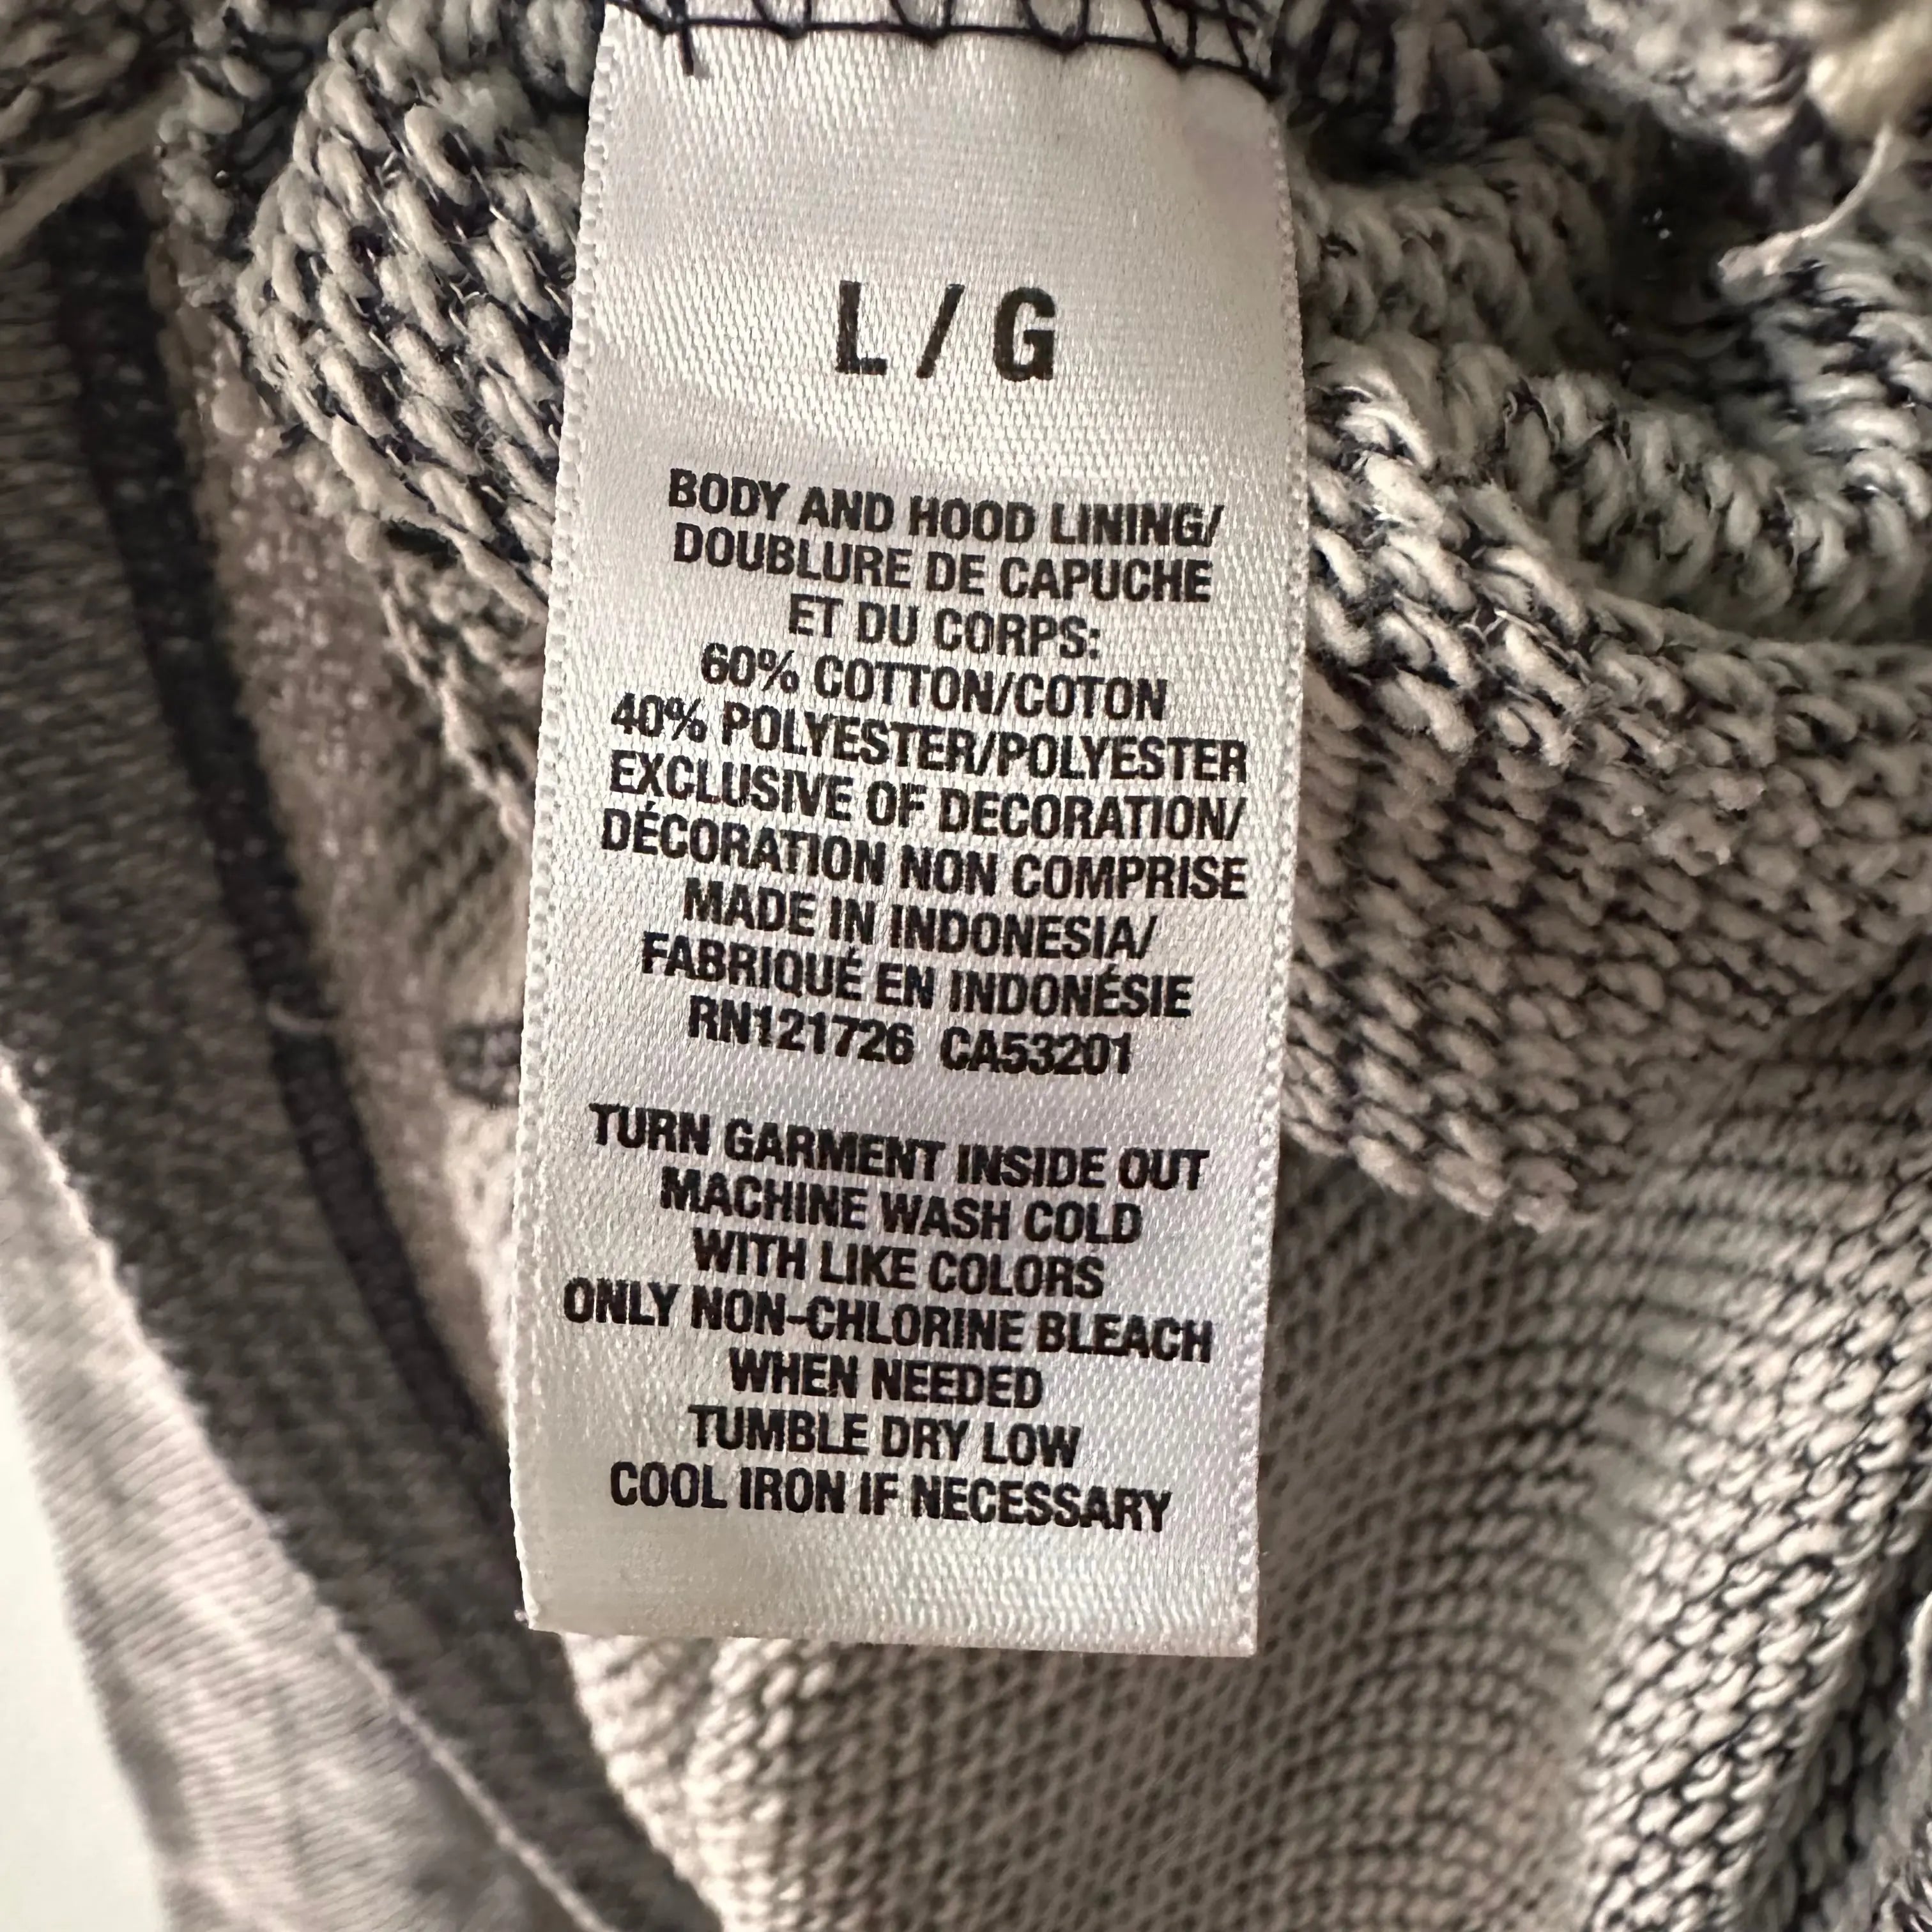 L / G
BODY AND HOOD LINING/
DOUBLURE DE CAPUCHE
ET DU CORPS:
60% COTTON/COTON
40% POLYESTER/POLYESTER
EXCLUSIVE OF DECORATION/
DÉCORATION NON COMPRISE
MADE IN INDONESIA/
FABRIQUÉ EN INDONÉSIE
RN121726 CA53201
TURN GARMENT INSIDE OUT
MACHINE WASH COLD
WITH LIKE COLORS
ONLY NON-CHLORINE BLEACH
WHEN NEEDED
TUMBLE DRY LOW
COOL IRON IF NECESSARY